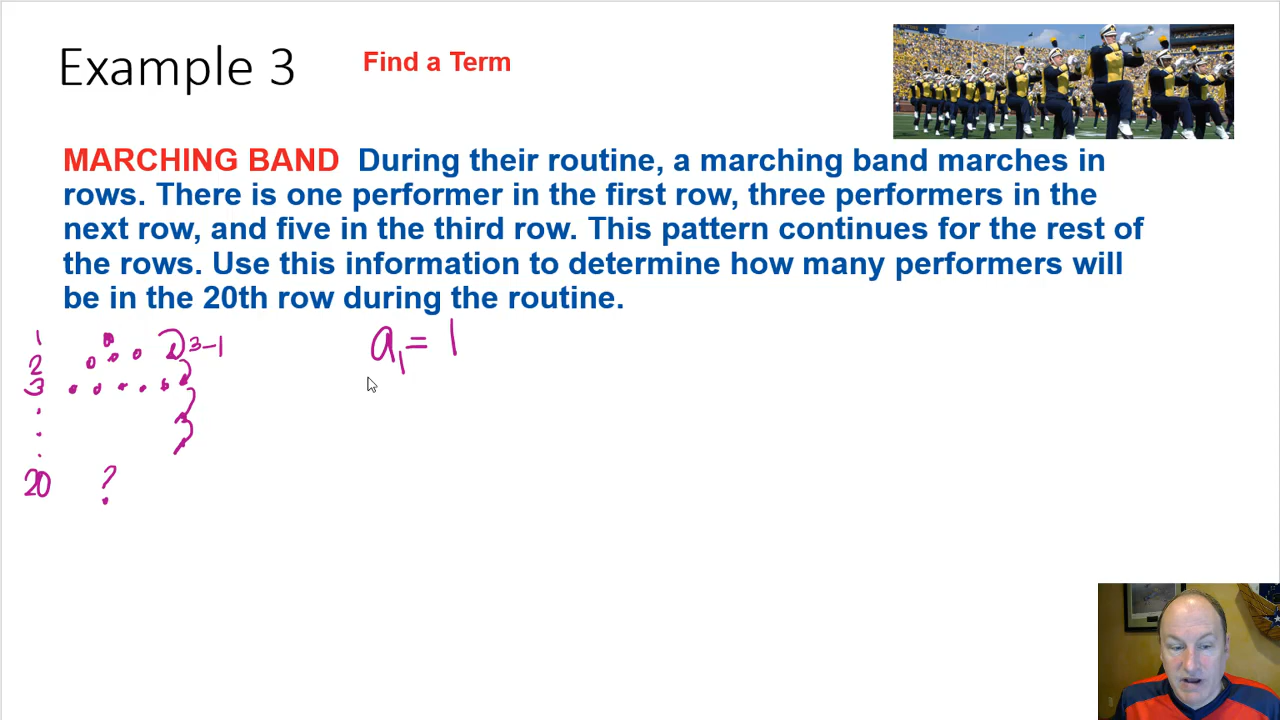 Example 3
Find a Term
MARCHING BAND During their routine, a marching band marches in
rows. There is one performer in the first row, three performers in the
next row, and five in the third row. This pattern continues for the rest of
the rows. Use this information to determine how many performers will
be in the 20th row during the routine.
1
2
3
3-1
20 ?
a₁ = 1